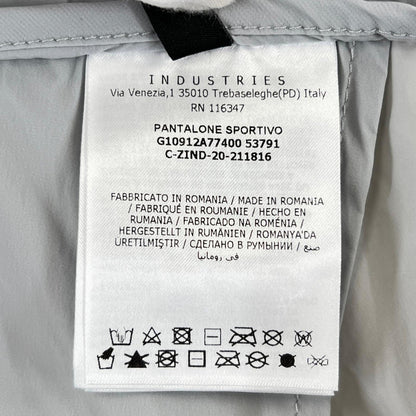 INDUSTRIES
Via Venezia,1 35010 Trebaseleghe(PD) Italy
RN 116347
PANTALONE SPORTIVO
G10912A77400 53791
C-ZIND-20-211816
FABBRICATO IN ROMANIA / MADE IN ROMANIA
/ FABRIQUÉ EN ROUMANIE / HECHO EN
RUMANÍA / FABRICADO NA ROMÉNIA /
HERGESTELLT IN RUMÄNIEN / ROMANYA'DA
ÜRETILMIŞTIR / СДЕЛАНО В РУМЫНИИ / صنع
في رومانيا